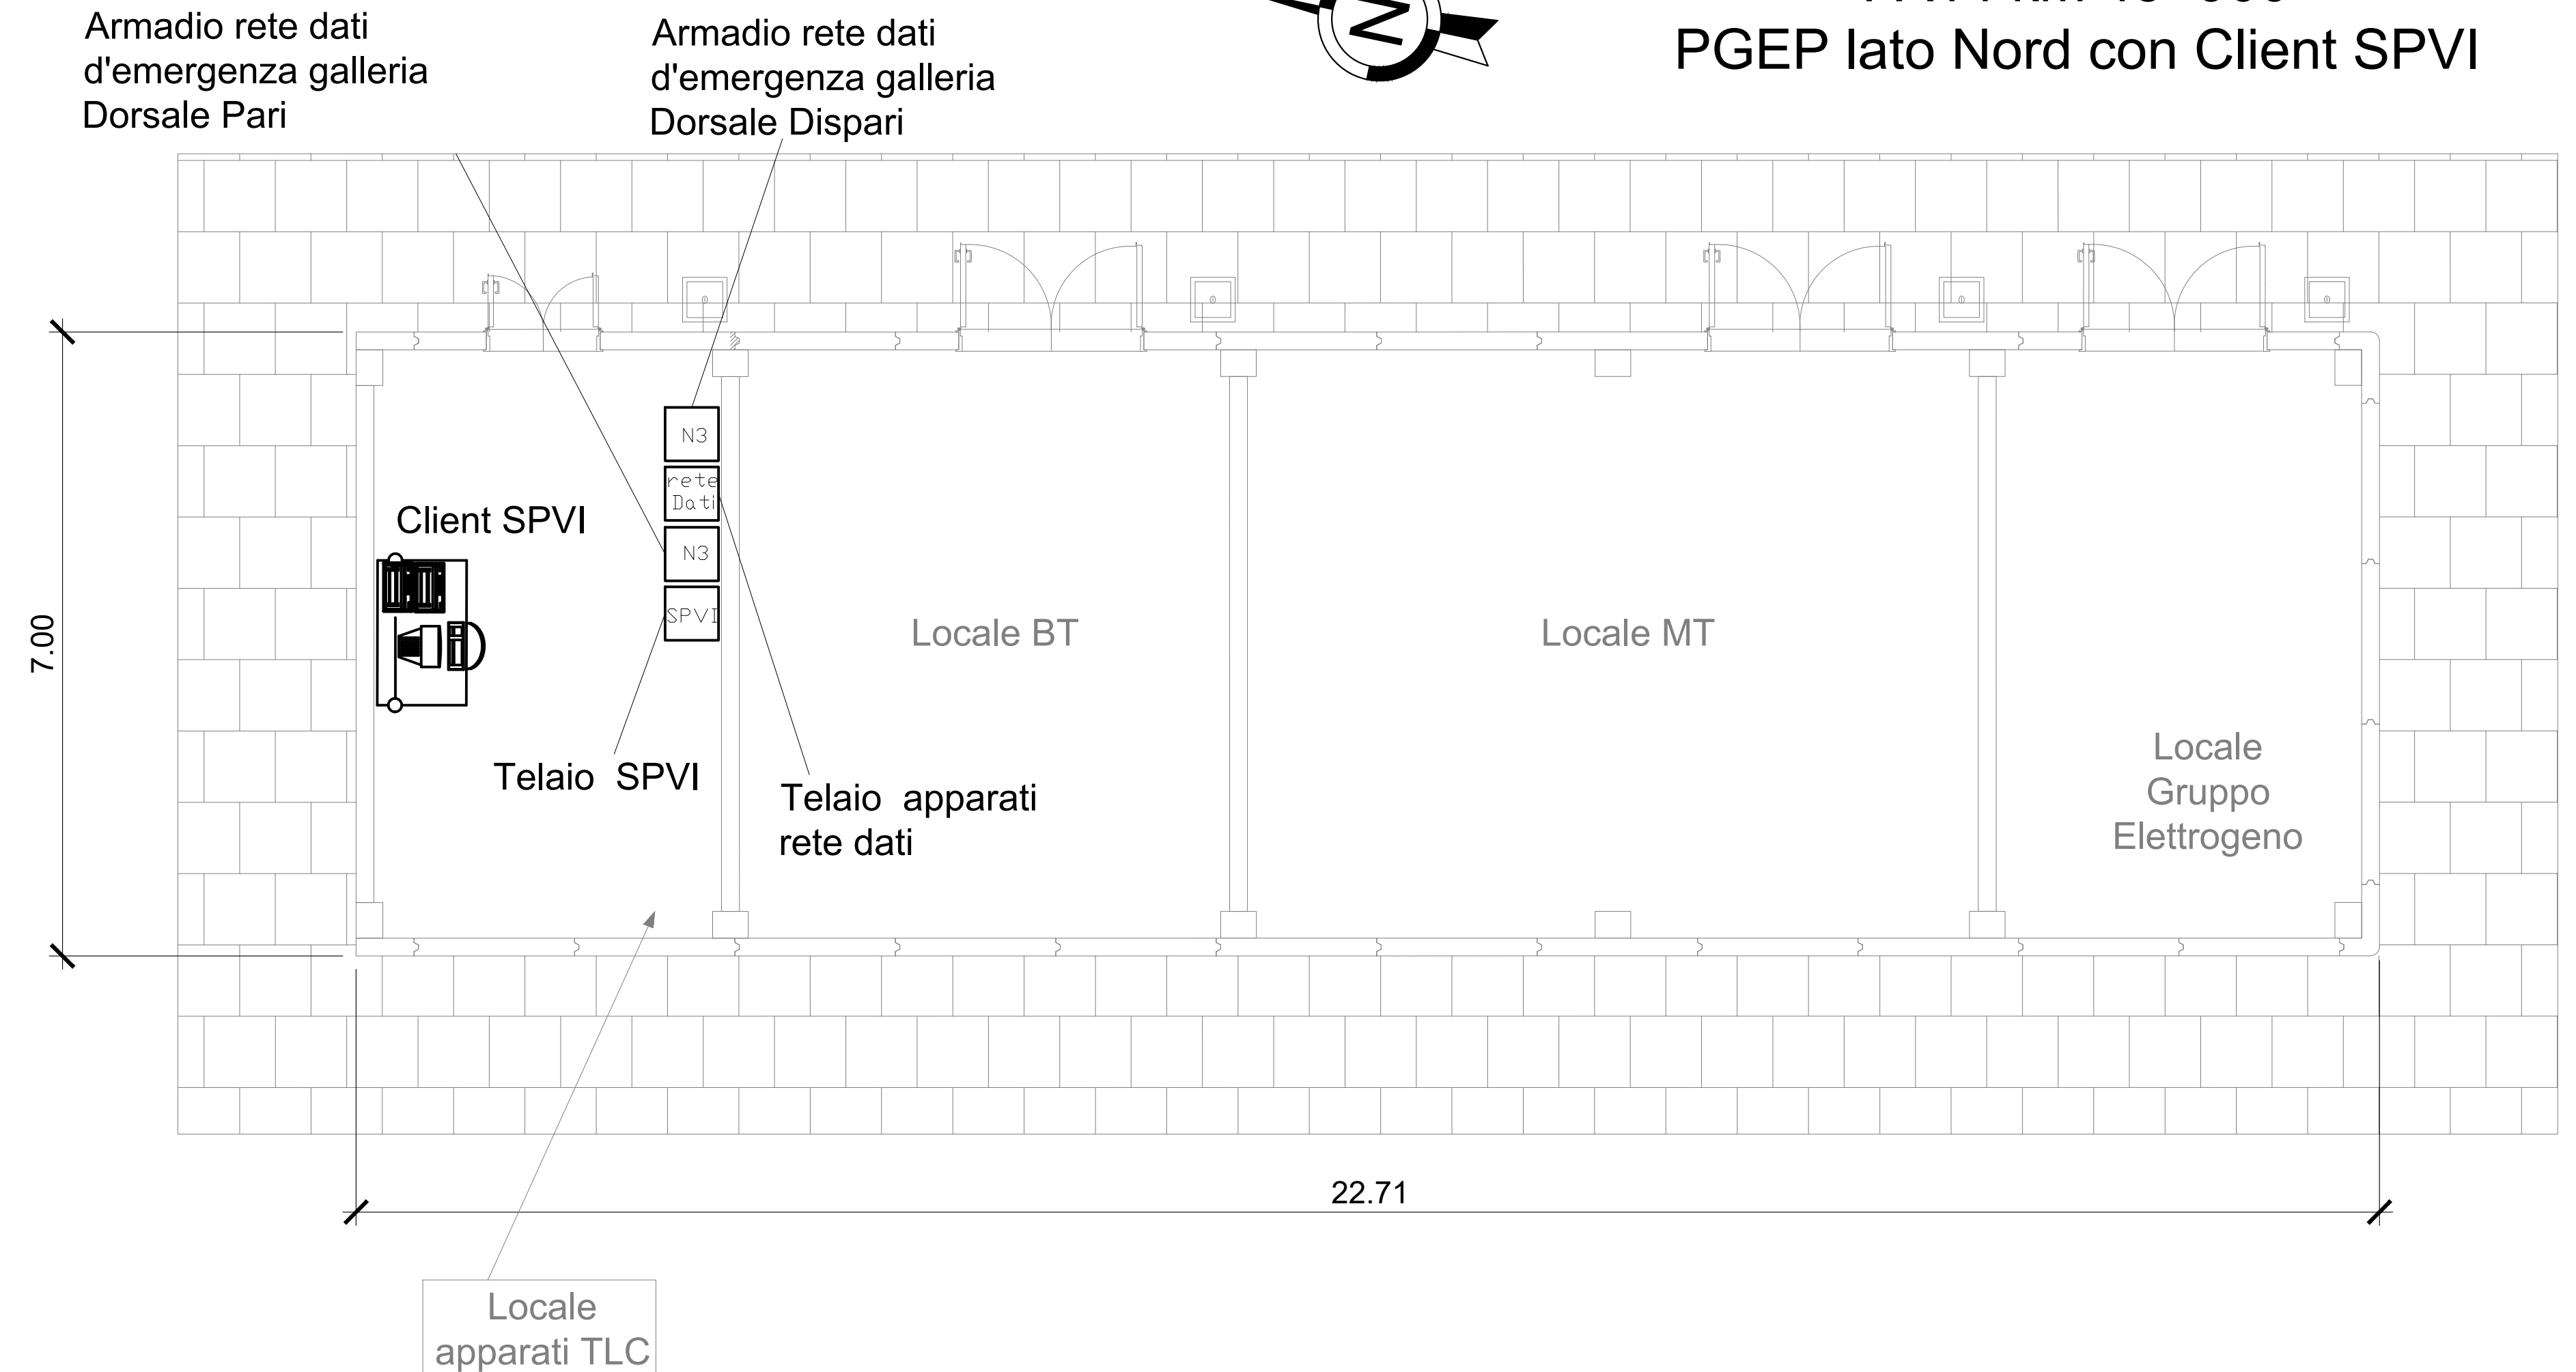 Armadio rete dati
d'emergenza galleria
Dorsale Pari
Armadio rete dati
d'emergenza galleria
Dorsale Dispari
N
PGEP lato Nord con Client SPVI
N3
rete
Dati
N3
SPVI
Client SPVI
7.00
Locale BT
Locale MT
Locale
Gruppo
Elettrogeno
Telaio SPVI
Telaio apparati
rete dati
22.71
Locale
apparati TLC